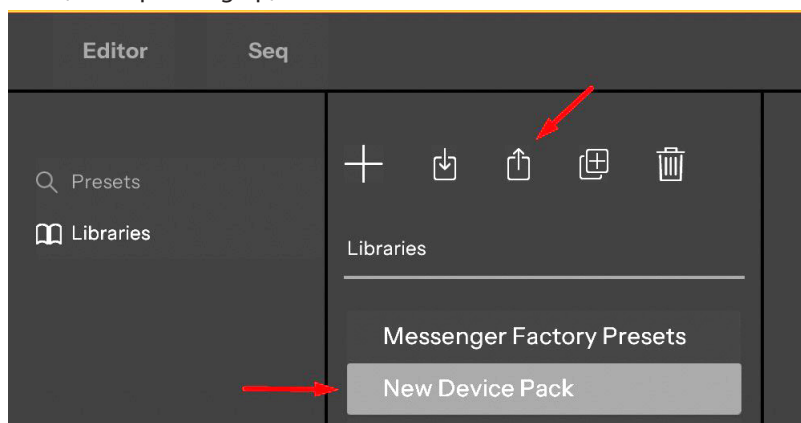 Editor Seq
Presets
Libraries
Libraries
Messenger Factory Presets
New Device Pack